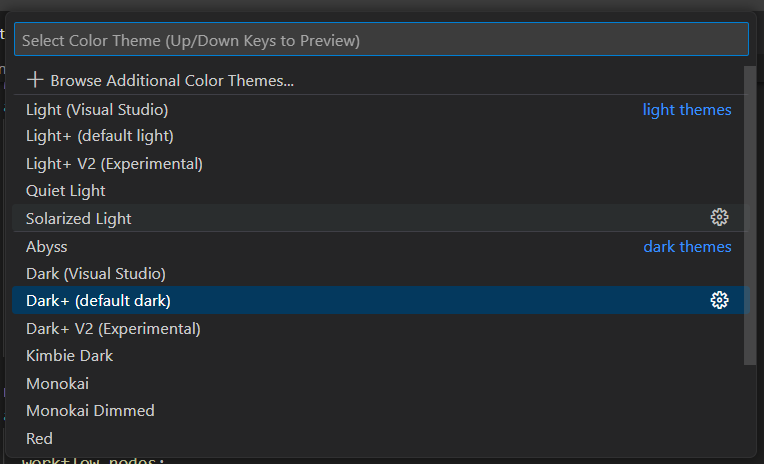 Select Color Theme (Up/Down Keys to Preview)
Browse Additional Color Themes...
Light (Visual Studio) light themes
Light+ (default light)
Light+ V2 (Experimental)
Quiet Light
Solarized Light
Abyss dark themes
Dark (Visual Studio)
Dark+ (default dark)
Dark+ V2 (Experimental)
Kimbie Dark
Monokai
Monokai Dimmed
Red
workflow nodes: